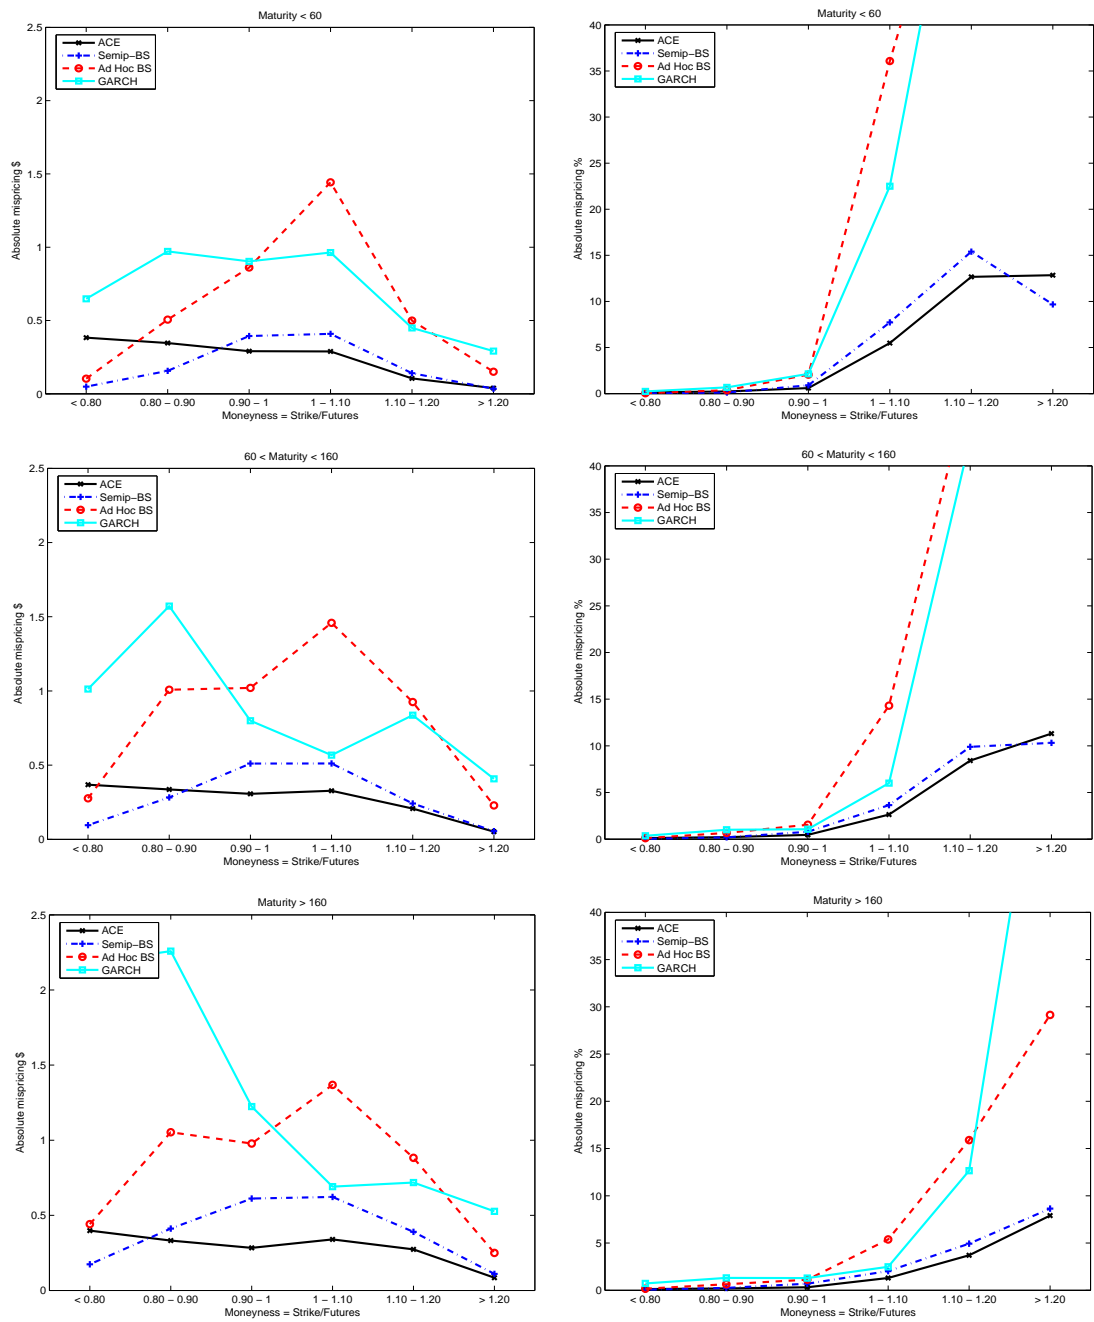 Maturity < 60
2.5
2
1.5
1
0.5
0
Absolute mispricing $
ACE
Semip−BS
Ad Hoc BS
GARCH
< 0.80 0.80 − 0.90 0.90 − 1 1 − 1.10 1.10 − 1.20 > 1.20
Moneyness = Strike/Futures
Maturity < 60
40
35
30
25
20
15
10
5
0
Absolute mispricing %
ACE
Semip−BS
Ad Hoc BS
GARCH
< 0.80 0.80 − 0.90 0.90 − 1 1 − 1.10 1.10 − 1.20 > 1.20
Moneyness = Strike/Futures
60 < Maturity < 160
2.5
2
1.5
1
0.5
0
Absolute mispricing $
ACE
Semip−BS
Ad Hoc BS
GARCH
< 0.80 0.80 − 0.90 0.90 − 1 1 − 1.10 1.10 − 1.20 > 1.20
Moneyness = Strike/Futures
60 < Maturity < 160
40
35
30
25
20
15
10
5
0
Absolute mispricing %
ACE
Semip−BS
Ad Hoc BS
GARCH
< 0.80 0.80 − 0.90 0.90 − 1 1 − 1.10 1.10 − 1.20 > 1.20
Moneyness = Strike/Futures
Maturity > 160
2.5
2
1.5
1
0.5
0
Absolute mispricing $
ACE
Semip−BS
Ad Hoc BS
GARCH
< 0.80 0.80 − 0.90 0.90 − 1 1 − 1.10 1.10 − 1.20 > 1.20
Moneyness = Strike/Futures
Maturity > 160
40
35
30
25
20
15
10
5
0
Absolute mispricing %
ACE
Semip−BS
Ad Hoc BS
GARCH
< 0.80 0.80 − 0.90 0.90 − 1 1 − 1.10 1.10 − 1.20 > 1.20
Moneyness = Strike/Futures